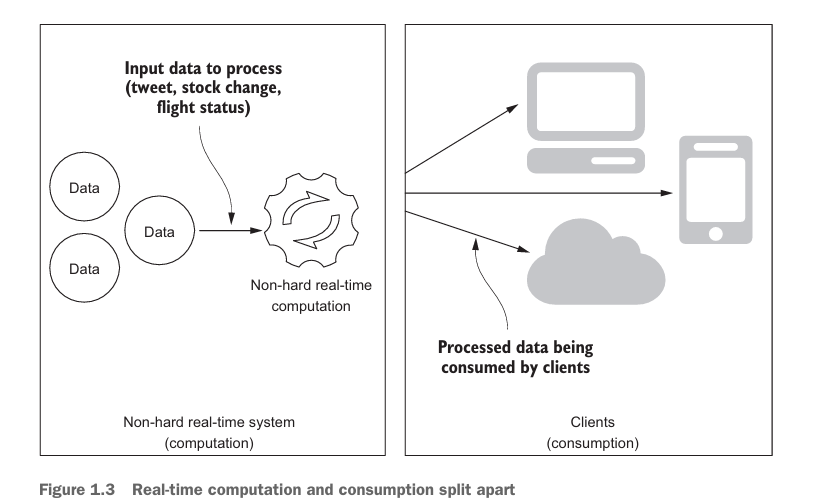 Input data to process
(tweet, stock change,
flight status)
Data
Data
Data
Non-hard real-time
computation
Non-hard real-time system
(computation)
Processed data being
consumed by clients
Clients
(consumption)
Figure 1.3 Real-time computation and consumption split apart